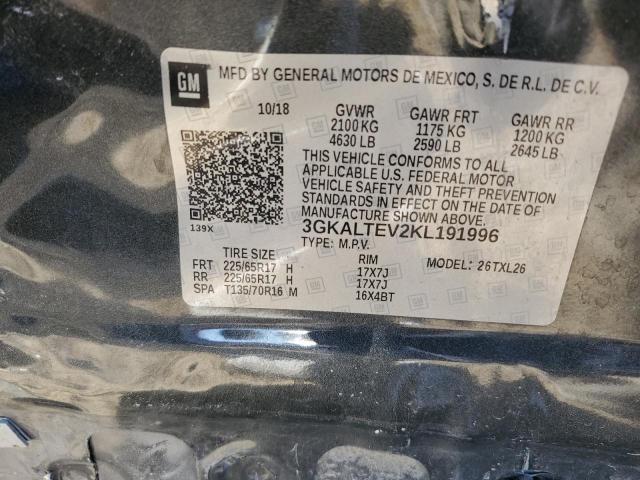 GM MFD BY GENERAL MOTORS DE MEXICO, S. DE R.L. DE C.V.
10/18 GVWR GAWR FRT GAWR RR
2100 KG 1175 KG 1200 KG
4630 LB 2590 LB 2645 LB
THIS VEHICLE CONFORMS TO ALL
APPLICABLE U.S. FEDERAL MOTOR
VEHICLE SAFETY AND THEFT PREVENTION
STANDARDS IN EFFECT ON THE DATE OF
MANUFACTURE SHOWN ABOVE.
139X 3GKALTEV2KL191996
TYPE: M.P.V. MODEL: 26TXL26
TIRE SIZE RIM
FRT 225/65R17 H 17X7J
RR 225/65R17 H 17X7J
SPA T135/70R16 M 16X4BT